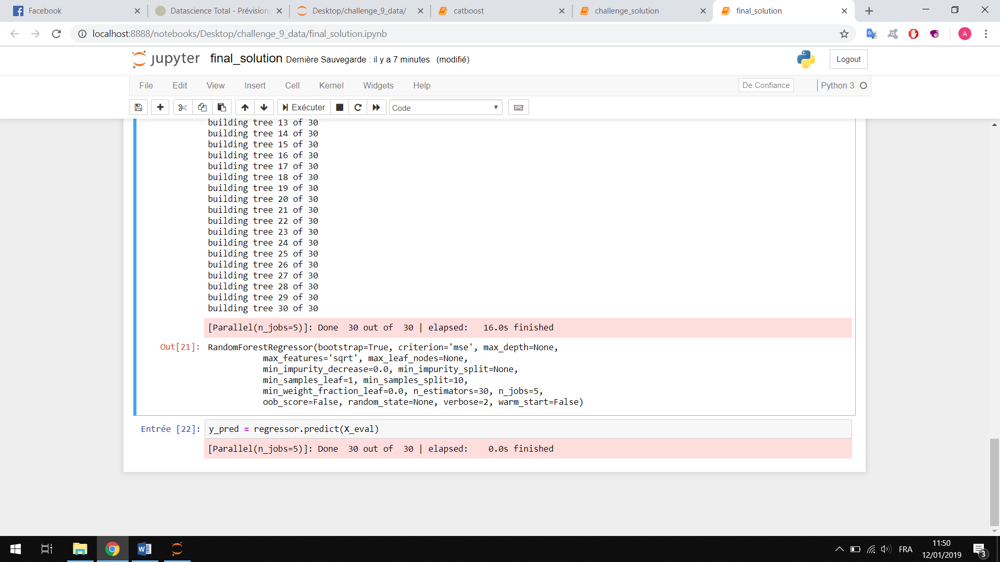 Facebook
Datascience Total - Prévisions
Desktop/challenge_9_data/
catboost
challenge_solution
final_solution
localhost:8888/notebooks/Desktop/challenge_9_data/final_solution.ipynb
A
jupyter final_solution Dernière Sauvegarde : il y a 7 minutes (modifié)
Logout
File Edit View Insert Cell Kernel Widgets Help
De Confiance
Python 3
Exécuter
Code
building tree 13 of 30
building tree 14 of 30
building tree 15 of 30
building tree 16 of 30
building tree 17 of 30
building tree 18 of 30
building tree 19 of 30
building tree 20 of 30
building tree 21 of 30
building tree 22 of 30
building tree 23 of 30
building tree 24 of 30
building tree 25 of 30
building tree 26 of 30
building tree 27 of 30
building tree 28 of 30
building tree 29 of 30
building tree 30 of 30
[Parallel(n_jobs=5)]: Done  30 out of  30 | elapsed:   16.0s finished
Out[21]: RandomForestRegressor(bootstrap=True, criterion='mse', max_depth=None,
max_features='sqrt', max_leaf_nodes=None,
min_impurity_decrease=0.0, min_impurity_split=None,
min_samples_leaf=1, min_samples_split=10,
min_weight_fraction_leaf=0.0, n_estimators=30, n_jobs=5,
oob_score=False, random_state=None, verbose=2, warm_start=False)
Entrée [22]: y_pred = regressor.predict(X_eval)
[Parallel(n_jobs=5)]: Done  30 out of  30 | elapsed:    0.0s finished
FRA
11:50
12/01/2019
3